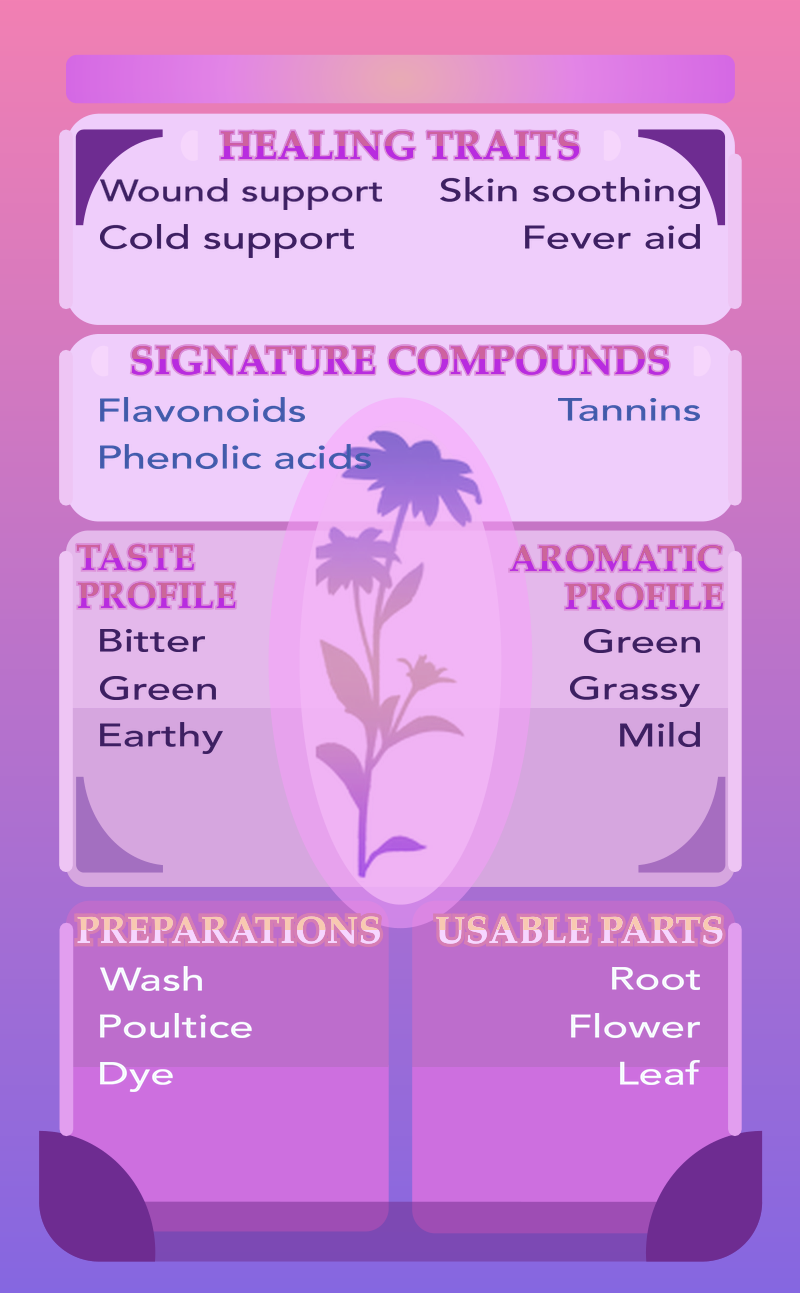 HEALING TRAITS
Wound support Skin soothing
Cold support Fever aid
SIGNATURE COMPOUNDS
Flavonoids Tannins
Phenolic acids
TASTE
PROFILE
Bitter
Green
Earthy
AROMATIC
PROFILE
Green
Grassy
Mild
PREPARATIONS
Wash
Poultice
Dye
USABLE PARTS
Root
Flower
Leaf